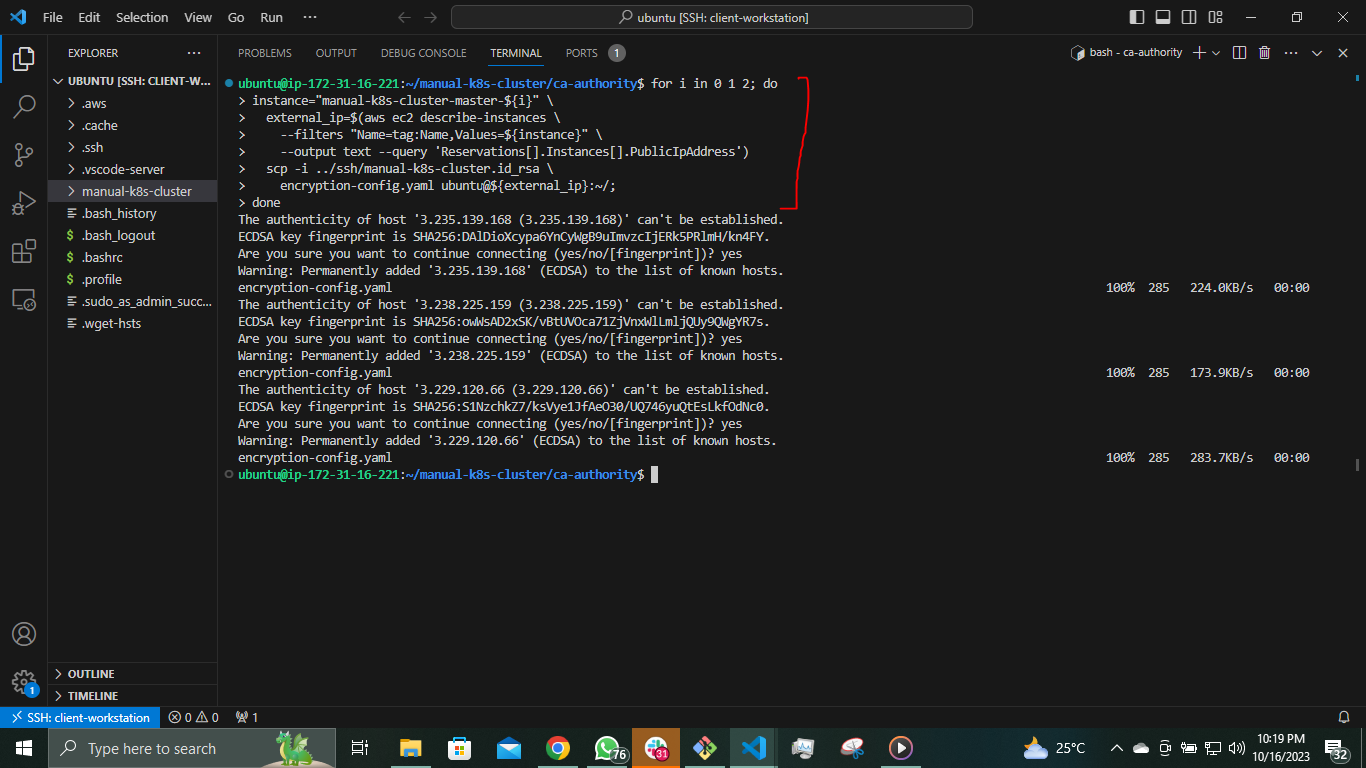 File Edit Selection View Go Run ···
ubuntu [SSH: client-workstation]
EXPLORER ···
UBUNTU [SSH: CLIENT-W...
.aws
.cache
.ssh
.vscode-server
manual-k8s-cluster
.bash_history
$ .bash_logout
$ .bashrc
$ .profile
.sudo_as_admin_succ...
.wget-hsts
OUTLINE
TIMELINE
PROBLEMS OUTPUT DEBUG CONSOLE TERMINAL PORTS 1
bash - ca-authority
ubuntu@ip-172-31-16-221:~/manual-k8s-cluster/ca-authority$ for i in 0 1 2; do
> instance="manual-k8s-cluster-master-${i}" \
>   external_ip=$(aws ec2 describe-instances \
>     --filters "Name=tag:Name,Values=${instance}" \
>     --output text --query 'Reservations[].Instances[].PublicIpAddress')
>   scp -i ../ssh/manual-k8s-cluster.id_rsa \
>     encryption-config.yaml ubuntu@${external_ip}:~/;
> done
The authenticity of host '3.235.139.168 (3.235.139.168)' can't be established.
ECDSA key fingerprint is SHA256:DAlDioXcypa6YnCyWgB9uImvzcIjERk5PRlmH/kn4FY.
Are you sure you want to continue connecting (yes/no/[fingerprint])? yes
Warning: Permanently added '3.235.139.168' (ECDSA) to the list of known hosts.
encryption-config.yaml 100% 285 224.0KB/s 00:00
The authenticity of host '3.238.225.159 (3.238.225.159)' can't be established.
ECDSA key fingerprint is SHA256:owWsAD2xSK/vBtUVOca71ZjVnxWlLmljQUy9QWgYR7s.
Are you sure you want to continue connecting (yes/no/[fingerprint])? yes
Warning: Permanently added '3.238.225.159' (ECDSA) to the list of known hosts.
encryption-config.yaml 100% 285 173.9KB/s 00:00
The authenticity of host '3.229.120.66 (3.229.120.66)' can't be established.
ECDSA key fingerprint is SHA256:S1NzchkZ7/ksVye1JfAeO30/UQ746yuQtEsLkfOdNc0.
Are you sure you want to continue connecting (yes/no/[fingerprint])? yes
Warning: Permanently added '3.229.120.66' (ECDSA) to the list of known hosts.
encryption-config.yaml 100% 285 283.7KB/s 00:00
ubuntu@ip-172-31-16-221:~/manual-k8s-cluster/ca-authority$
1
SSH: client-workstation 0 0 1
Type here to search
76
31
25°C
10:19 PM
10/16/2023
32